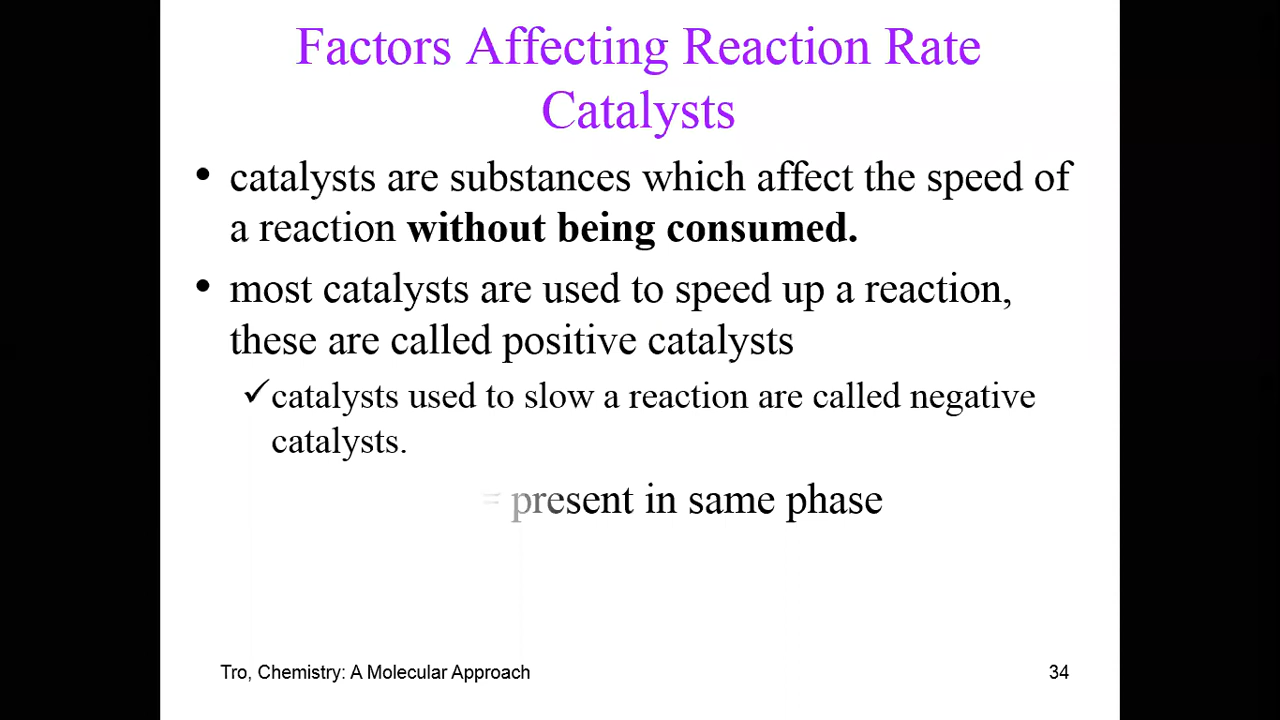 Factors Affecting Reaction Rate
Catalysts
• catalysts are substances which affect the speed of
a reaction without being consumed.
• most catalysts are used to speed up a reaction,
these are called positive catalysts
✓catalysts used to slow a reaction are called negative
catalysts.
= present in same phase
Tro, Chemistry: A Molecular Approach
34